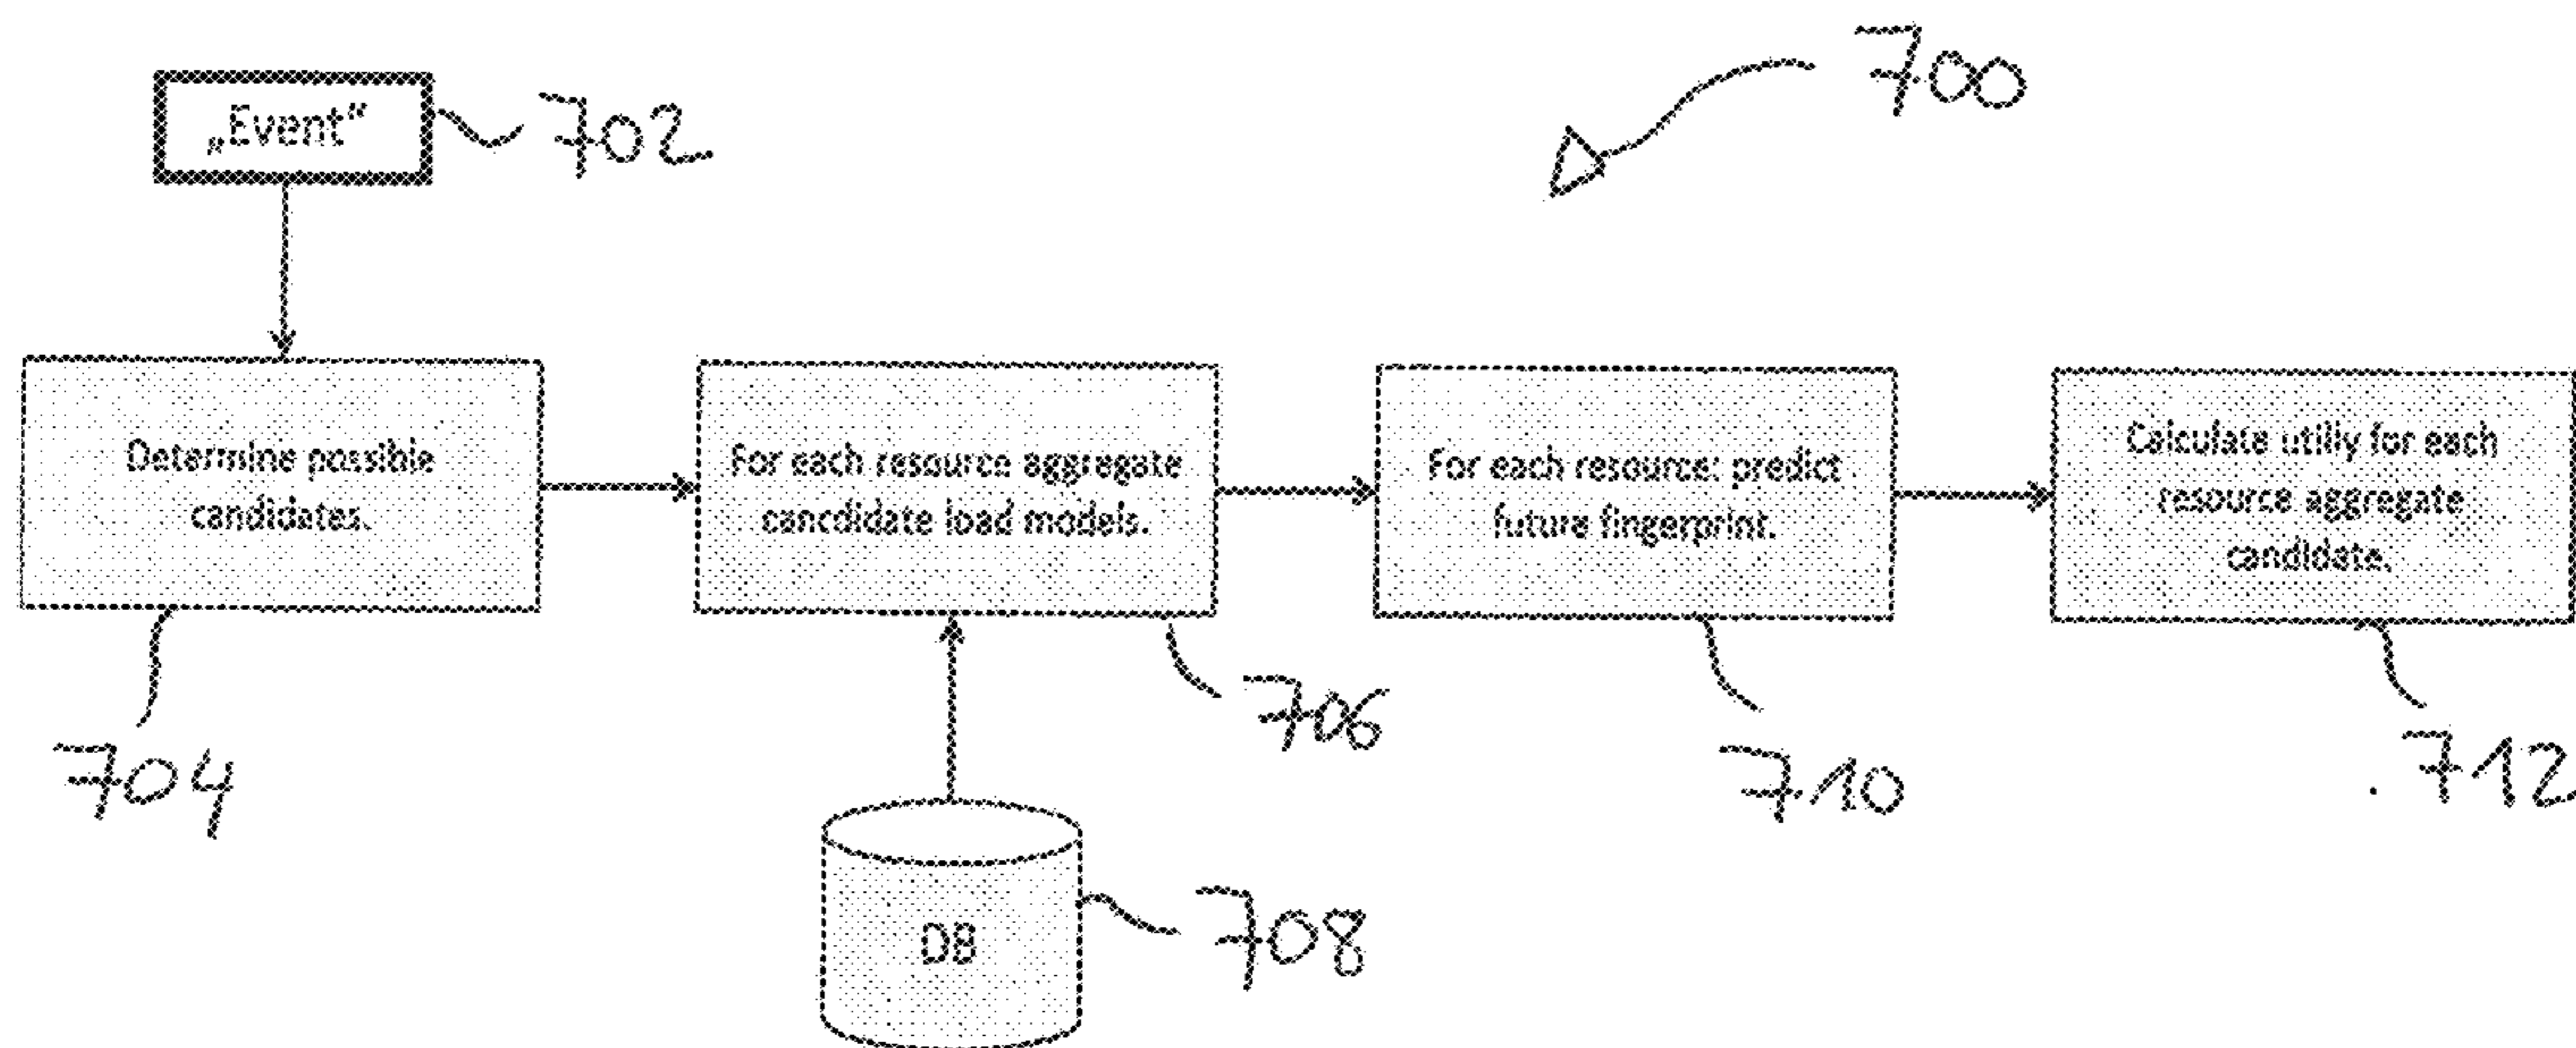 700
„Event“
702
Determine possible
candidates.
For each resource aggregate
cancdidate load models.
For each resource: predict
future fingerprint.
Calculate utiliy for each
resource aggregate
candidate.
704
706
710
712
DB
708